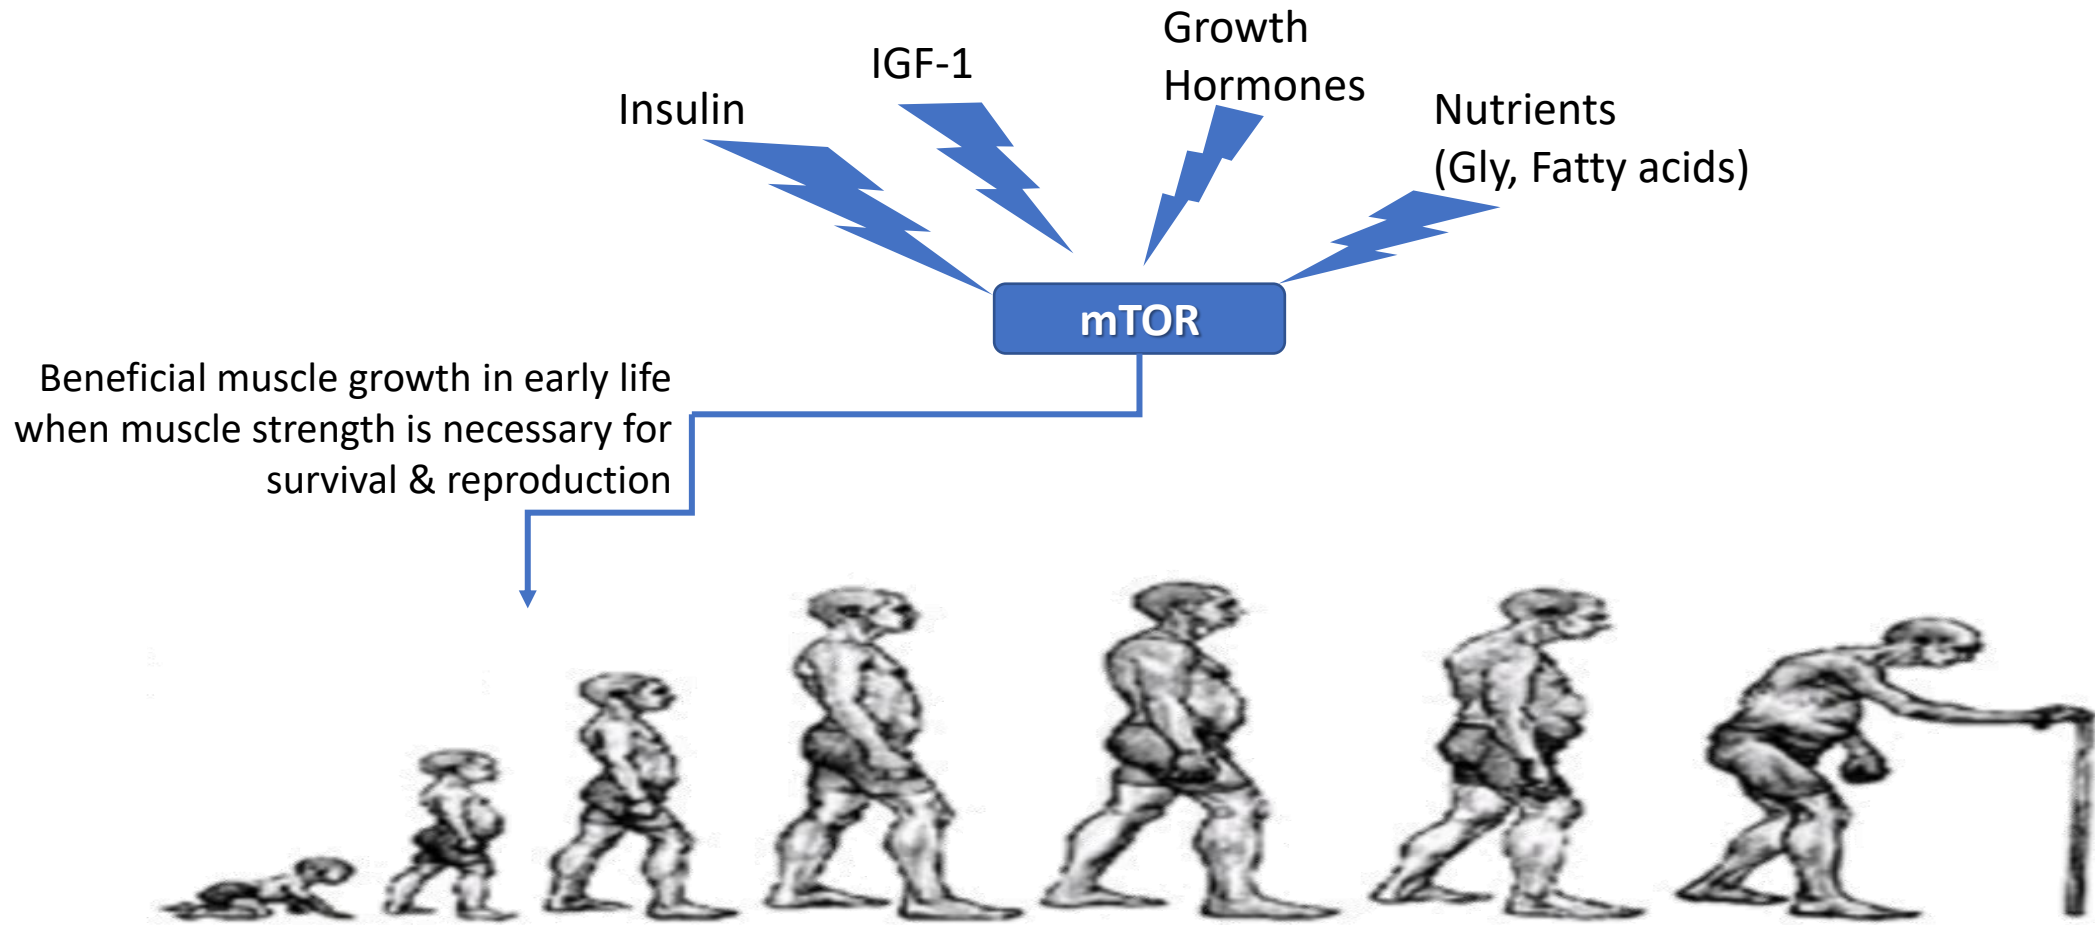 Growth
Hormones
IGF-1
Insulin
Nutrients
(Gly, Fatty acids)
mTOR
Beneficial muscle growth in early life
when muscle strength is necessary for
survival & reproduction